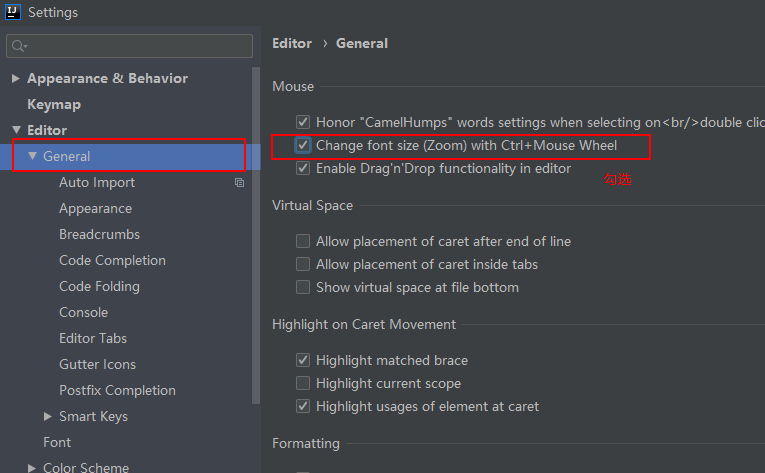 IJ Settings
Appearance & Behavior
Keymap
Editor
General
Auto Import
Appearance
Breadcrumbs
Code Completion
Code Folding
Console
Editor Tabs
Gutter Icons
Postfix Completion
Smart Keys
Font
Color Scheme
Editor › General
Mouse
Honor "CamelHumps" words settings when selecting on<br/>double clic
Change font size (Zoom) with Ctrl+Mouse Wheel
Enable Drag'n'Drop functionality in editor
勾选
Virtual Space
Allow placement of caret after end of line
Allow placement of caret inside tabs
Show virtual space at file bottom
Highlight on Caret Movement
Highlight matched brace
Highlight current scope
Highlight usages of element at caret
Formatting